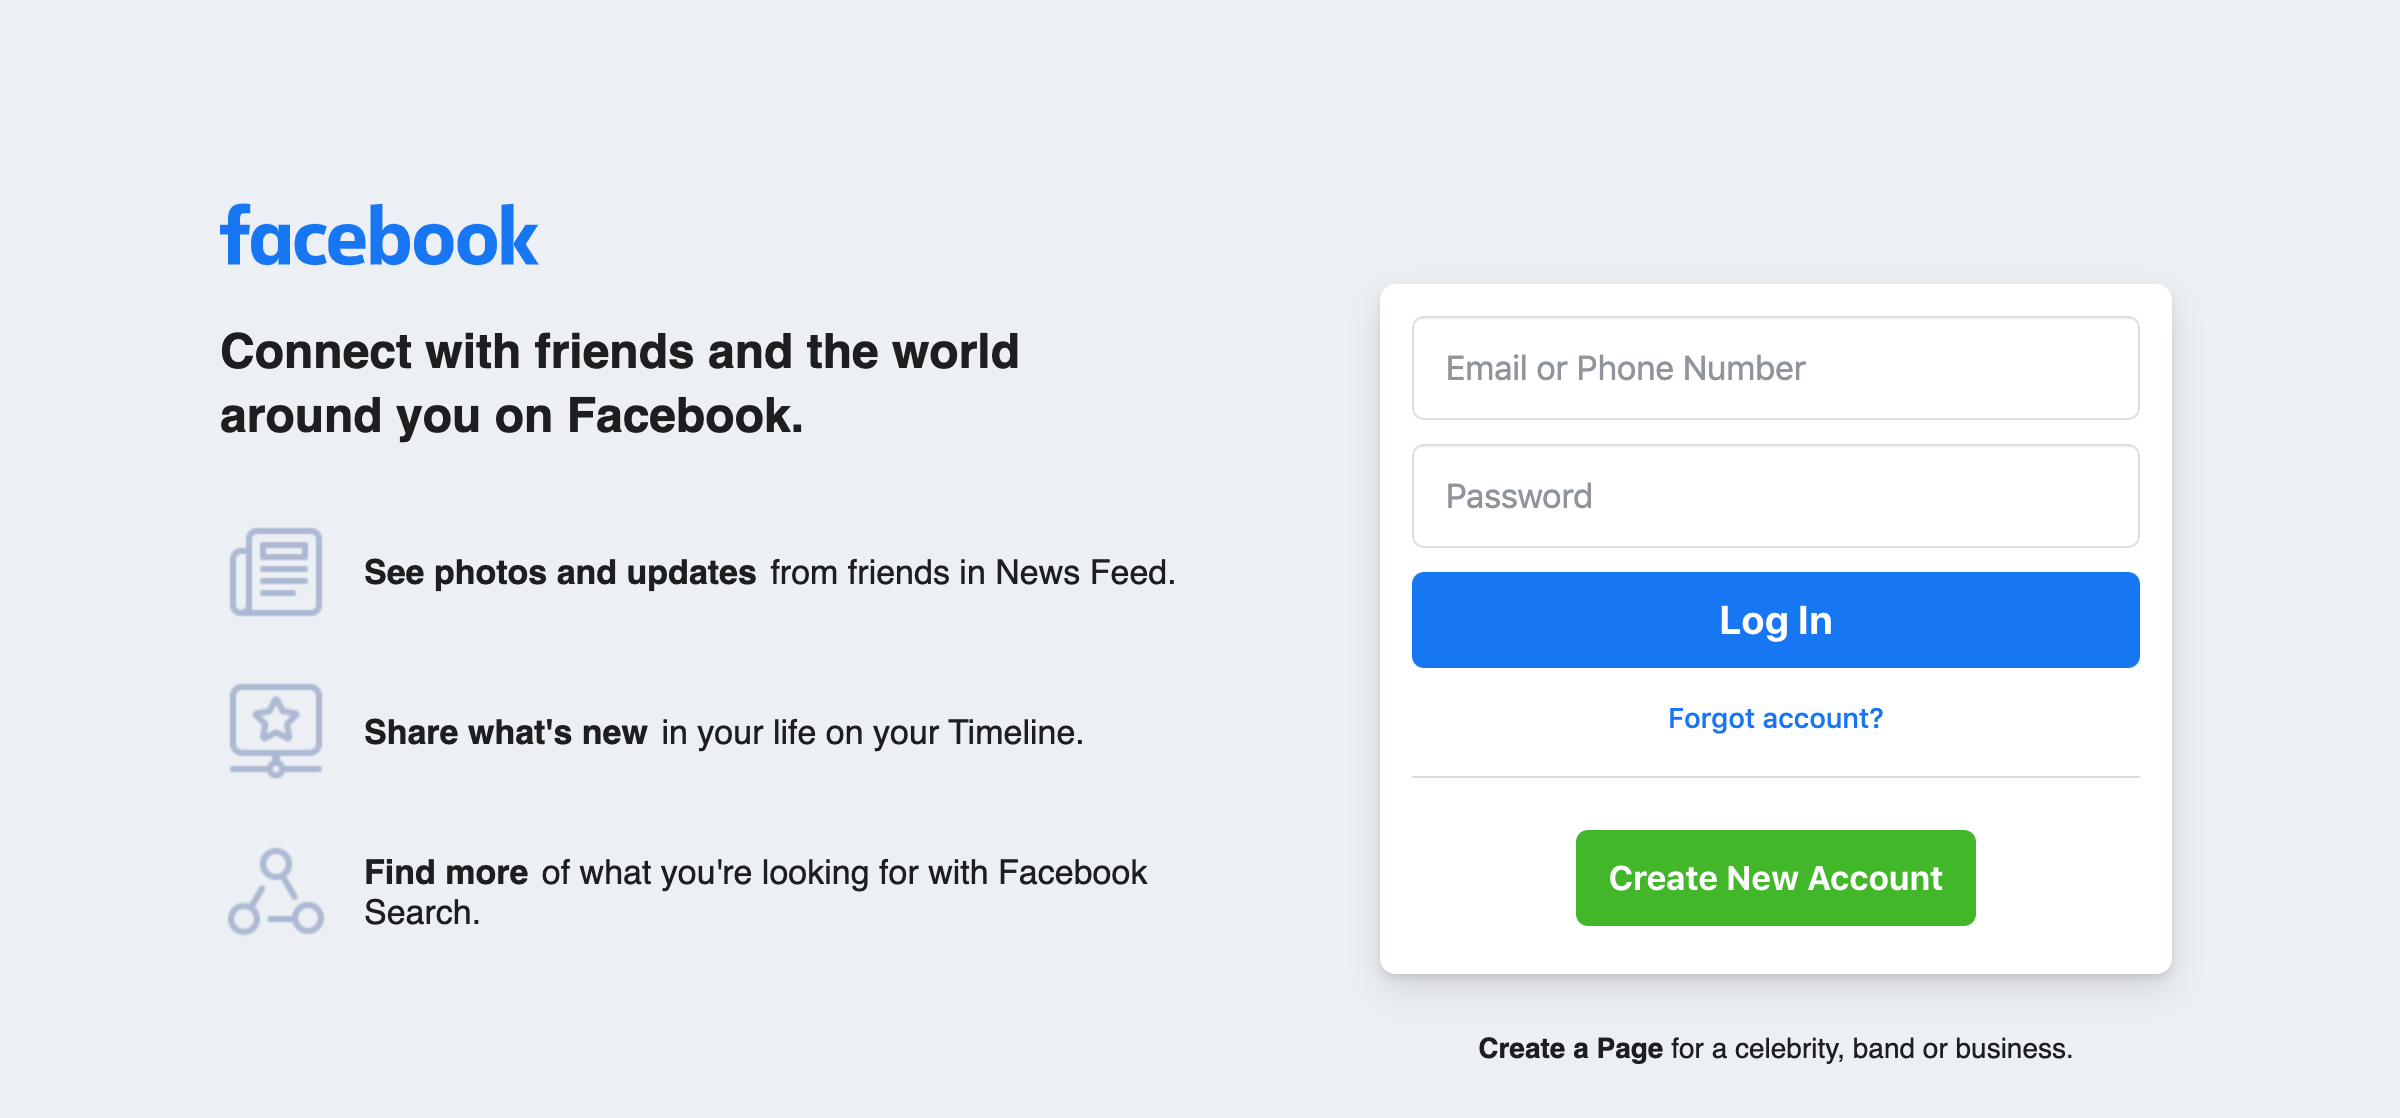 facebook
Connect with friends and the world
around you on Facebook.
See photos and updates from friends in News Feed.
Share what's new in your life on your Timeline.
Find more of what you're looking for with Facebook
Search.
Email or Phone Number
Password
Log In
Forgot account?
Create New Account
Create a Page for a celebrity, band or business.